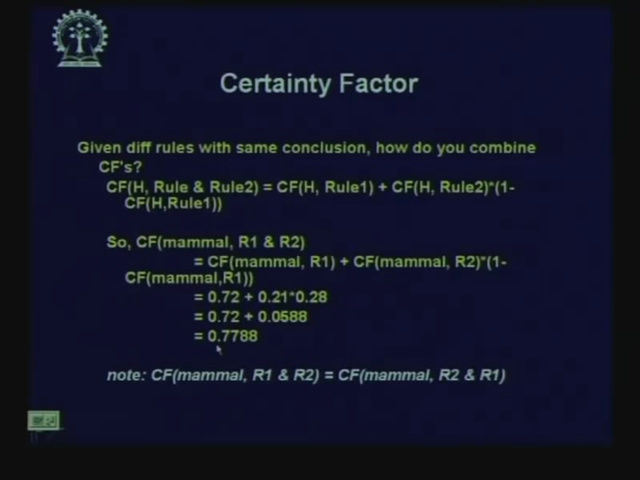 Certainty Factor
Given diff rules with same conclusion, how do you combine
CF's?
CF(H, Rule & Rule2) = CF(H, Rule1) + CF(H, Rule2)*(1-
CF(H,Rule1))
So, CF(mammal, R1 & R2)
= CF(mammal, R1) + CF(mammal, R2)*(1-
CF(mammal,R1))
= 0.72 + 0.21*0.28
= 0.72 + 0.0588
= 0.7788
note: CF(mammal, R1 & R2) = CF(mammal, R2 & R1)